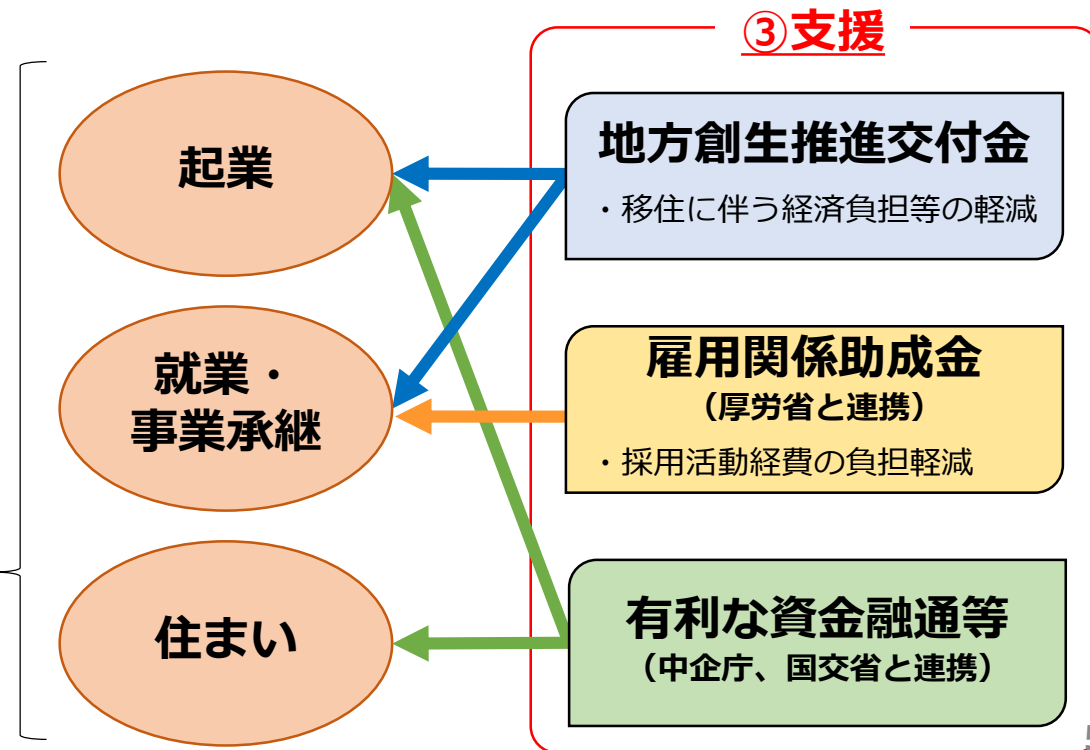 ③支援
起業
地方創生推進交付金
・移住に伴う経済負担等の軽減
就業・
事業承継
雇用関係助成金
（厚労省と連携）
・採用活動経費の負担軽減
住まい
有利な資金融通等
（中企庁、国交省と連携）